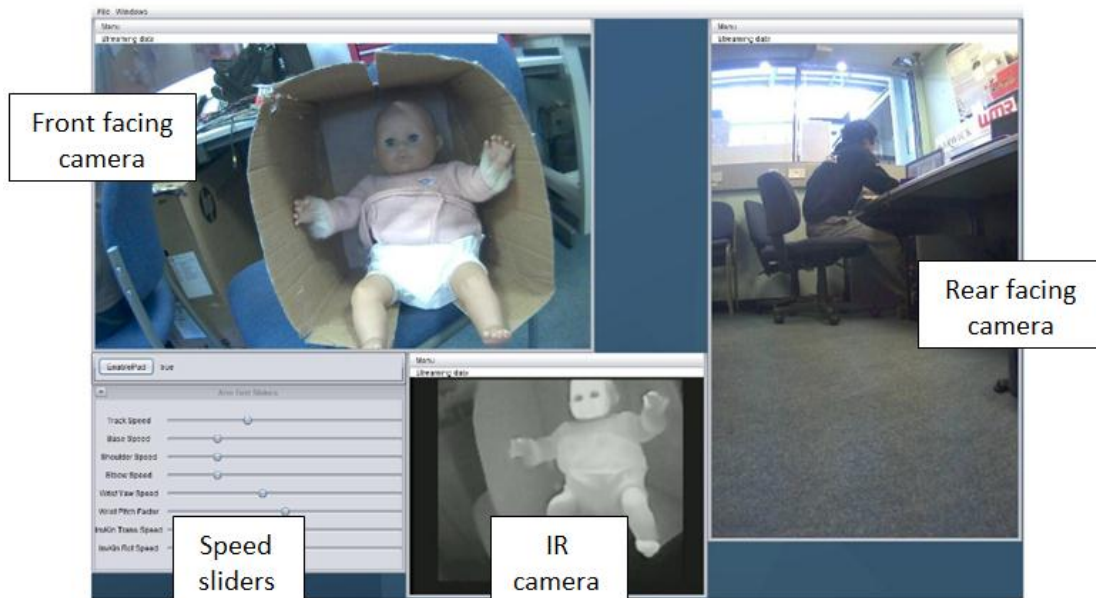 File Windows
Menu
Streaming data
Menu
Streaming data
Front facing
camera
WMR
WARWICK
Rear facing
camera
EnablePad true
Menu
Streaming data
Track Speed
Base Speed
Shoulder Speed
Elbow Speed
Wrist Yaw Speed
Wrist Pitch Factor
InvKin Trans Speed
InvKin Rot Speed
Speed
sliders
IR
camera